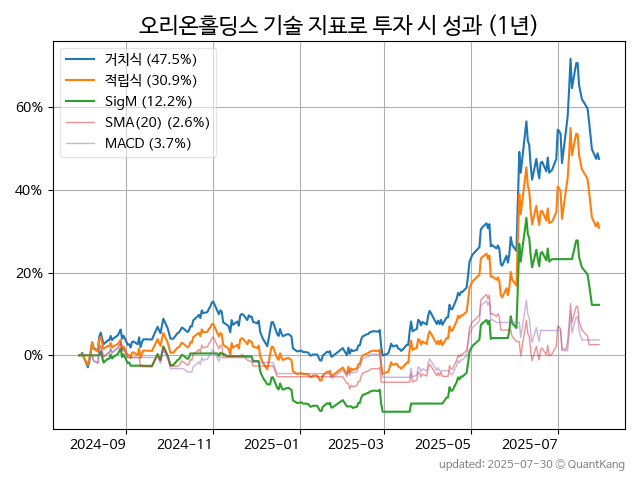 오리온홀딩스 기술 지표로 투자 시 성과 (1년)
거치식 (47.5%)
적립식 (30.9%)
SigM (12.2%)
SMA(20) (2.6%)
MACD (3.7%)
60%
40%
20%
0%
2024-09 2024-11 2025-01 2025-03 2025-05 2025-07
updated: 2025-07-30 ⓒ QuantKang